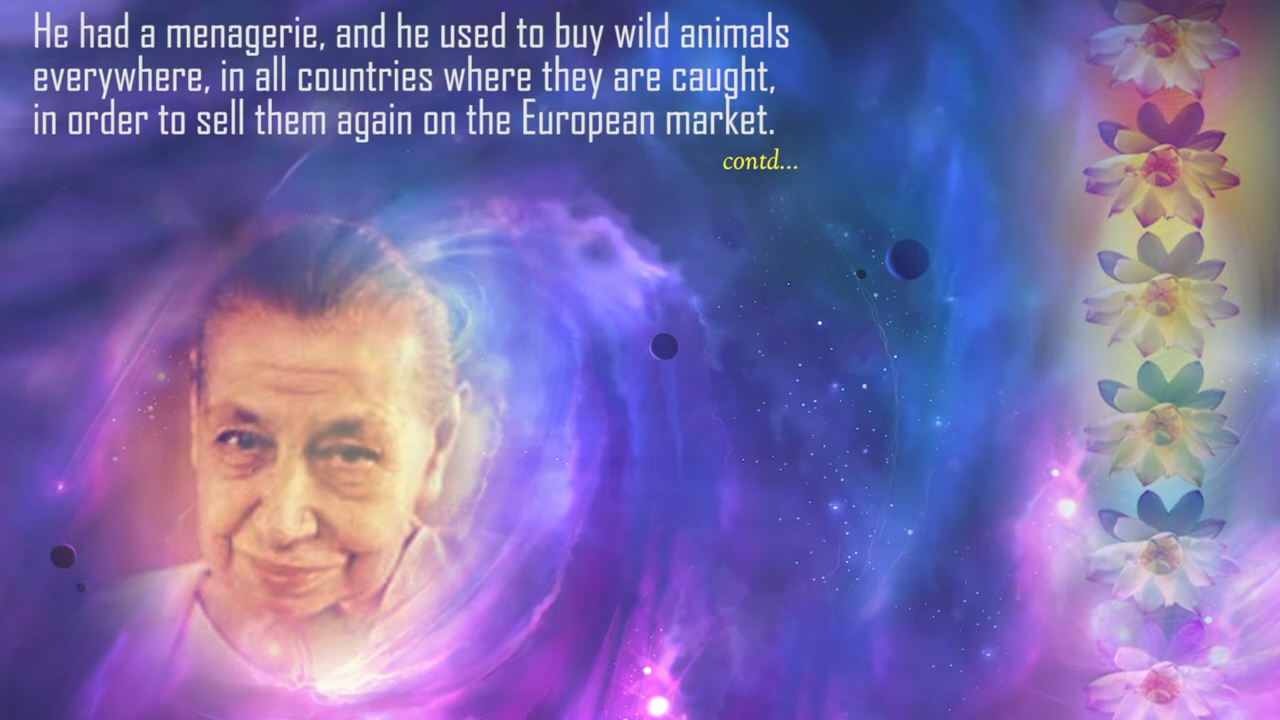 He had a menagerie, and he used to buy wild animals
everywhere, in all countries where they are caught,
in order to sell them again on the European market.
contd...